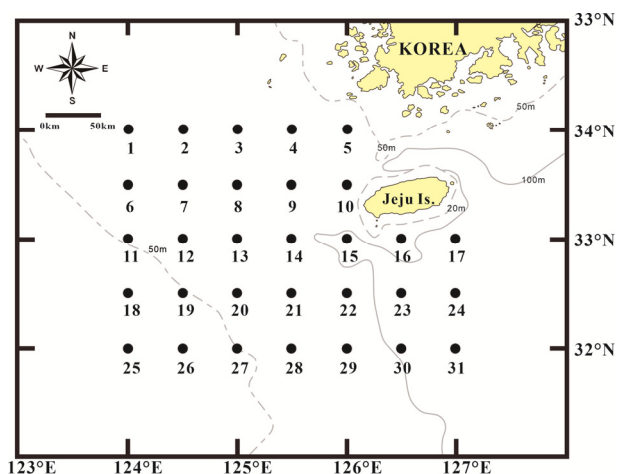 33°N
KOREA
N
W E
S
0km 50km
50m
34°N
1 2 3 4 5
50m
100m
Jeju Is.
20m
6 7 8 9 10
33°N
50m
11 12 13 14 15 16 17
18 19 20 21 22 23 24
32°N
25 26 27 28 29 30 31
31°N
123°E 124°E 125°E 126°E 127°E